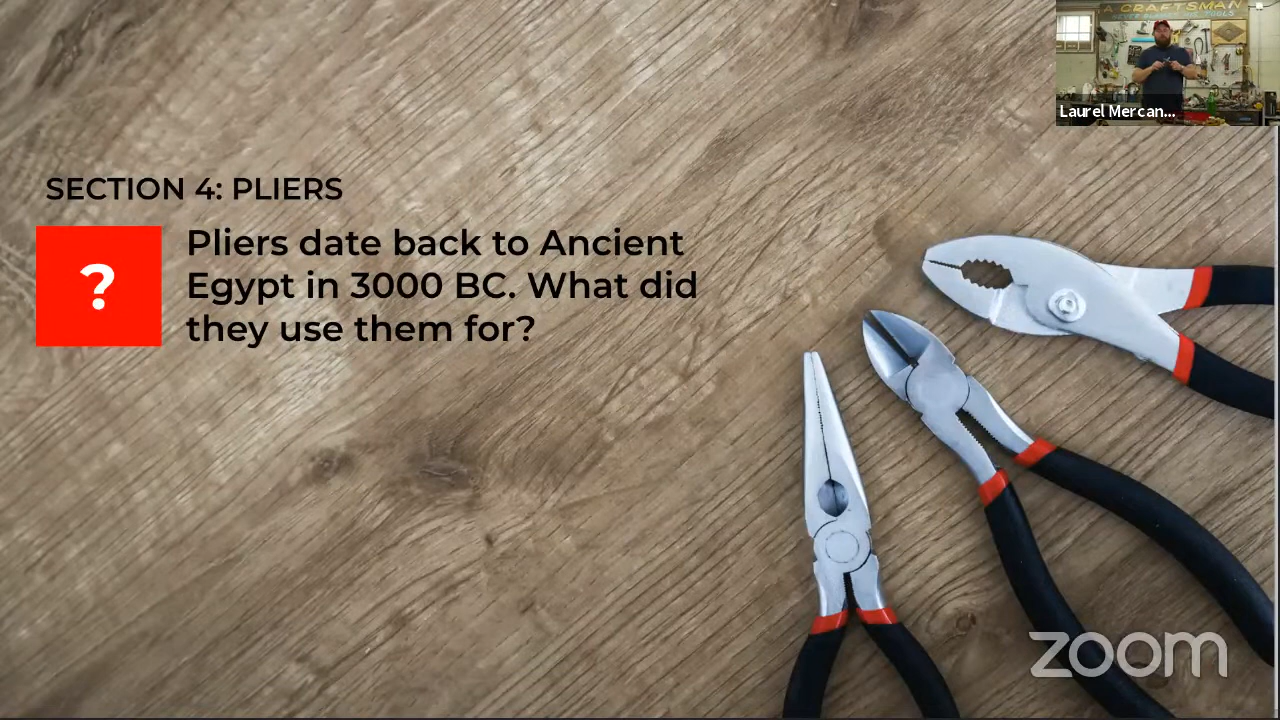 A CRAFTSMAN
Laurel Mercan...
SECTION 4: PLIERS
?
Pliers date back to Ancient
Egypt in 3000 BC. What did
they use them for?
zoom